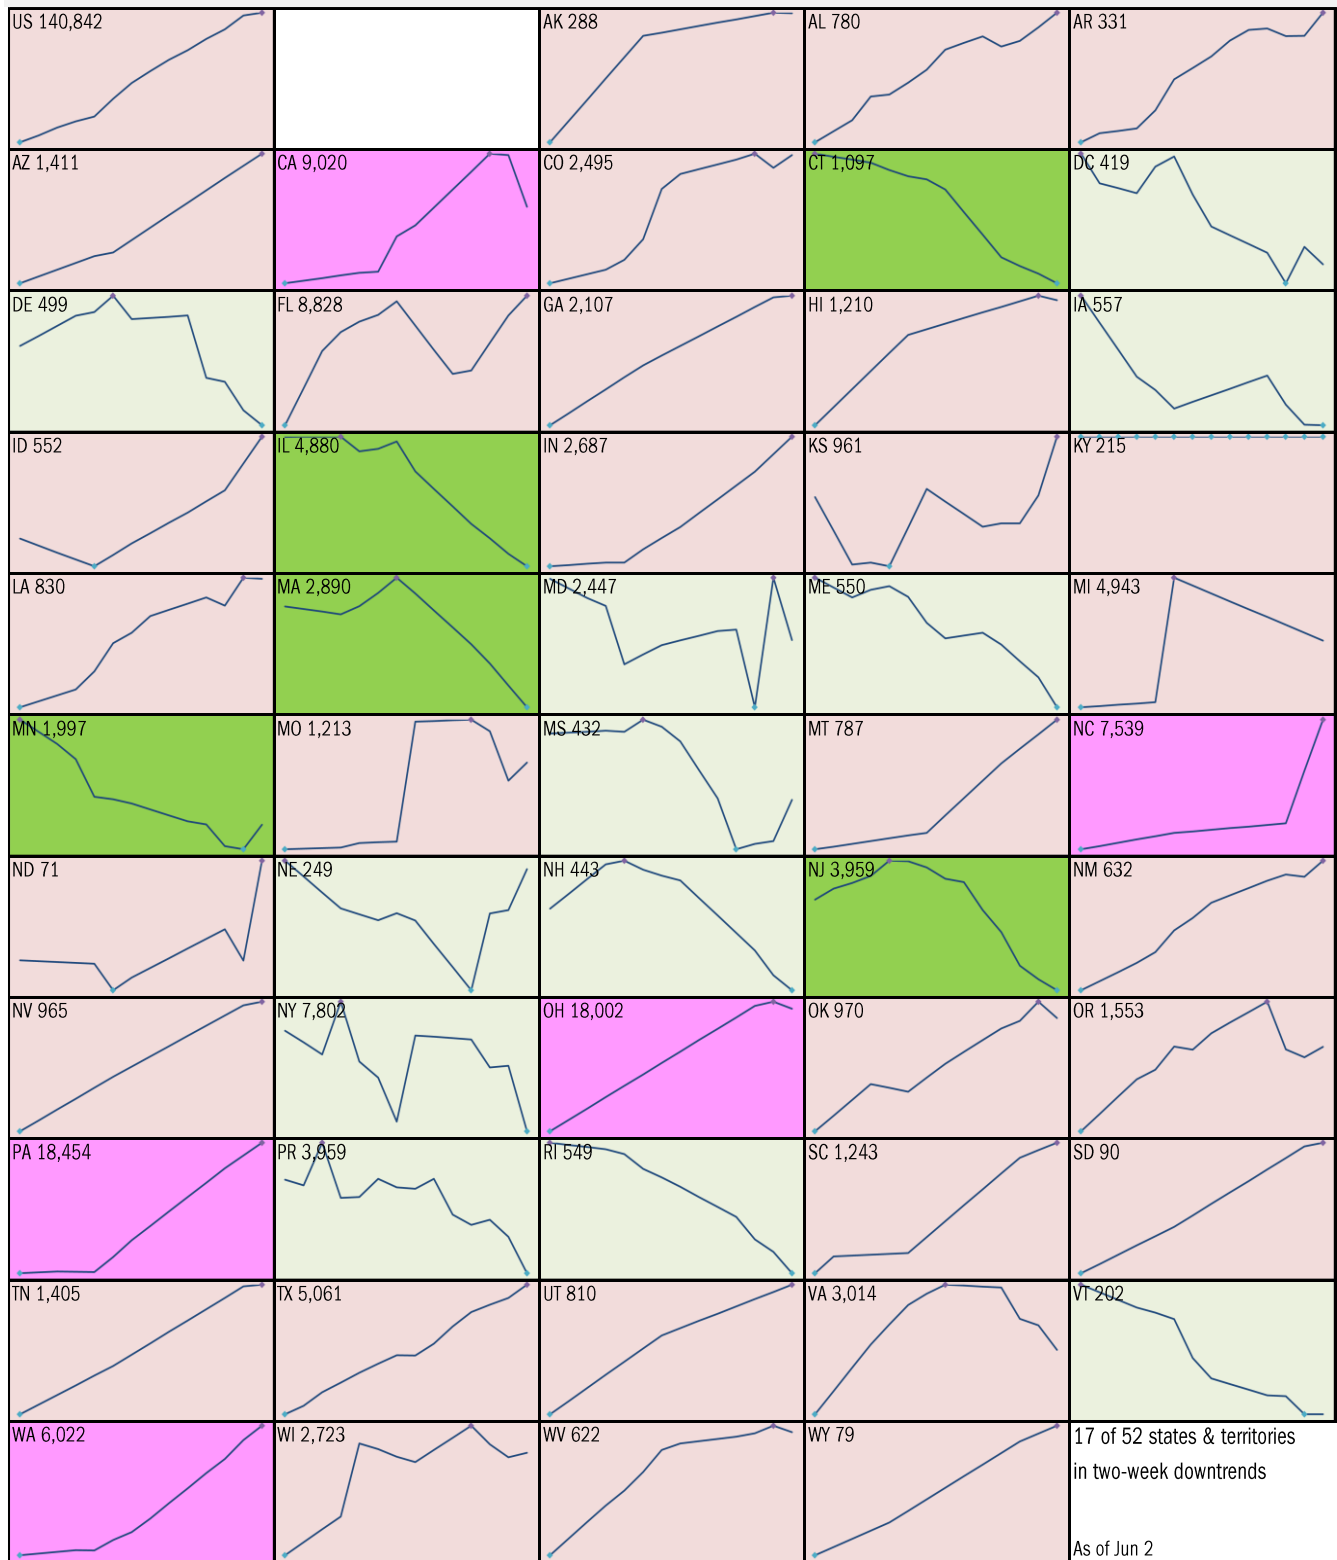 US 140,842
AK 288
AL 780
AR 331
AZ 1,411
CA 9,020
CO 2,495
CT 1,097
DC 419
DE 499
FL 8,828
GA 2,107
HI 1,210
IA 557
ID 552
IL 4,880
IN 2,687
KS 961
KY 215
LA 830
MA 2,890
MD 2,447
ME 550
MI 4,943
MN 1,997
MO 1,213
MS 432
MT 787
NC 7,539
ND 71
NE 249
NH 443
NJ 3,959
NM 632
NV 965
NY 7,802
OH 18,002
OK 970
OR 1,553
PA 18,454
PR 3,959
RI 549
SC 1,243
SD 90
TN 1,405
TX 5,061
UT 810
VA 3,014
VT 202
WA 6,022
WI 2,723
WV 622
WY 79
17 of 52 states & territories
in two-week downtrends
As of Jun 2